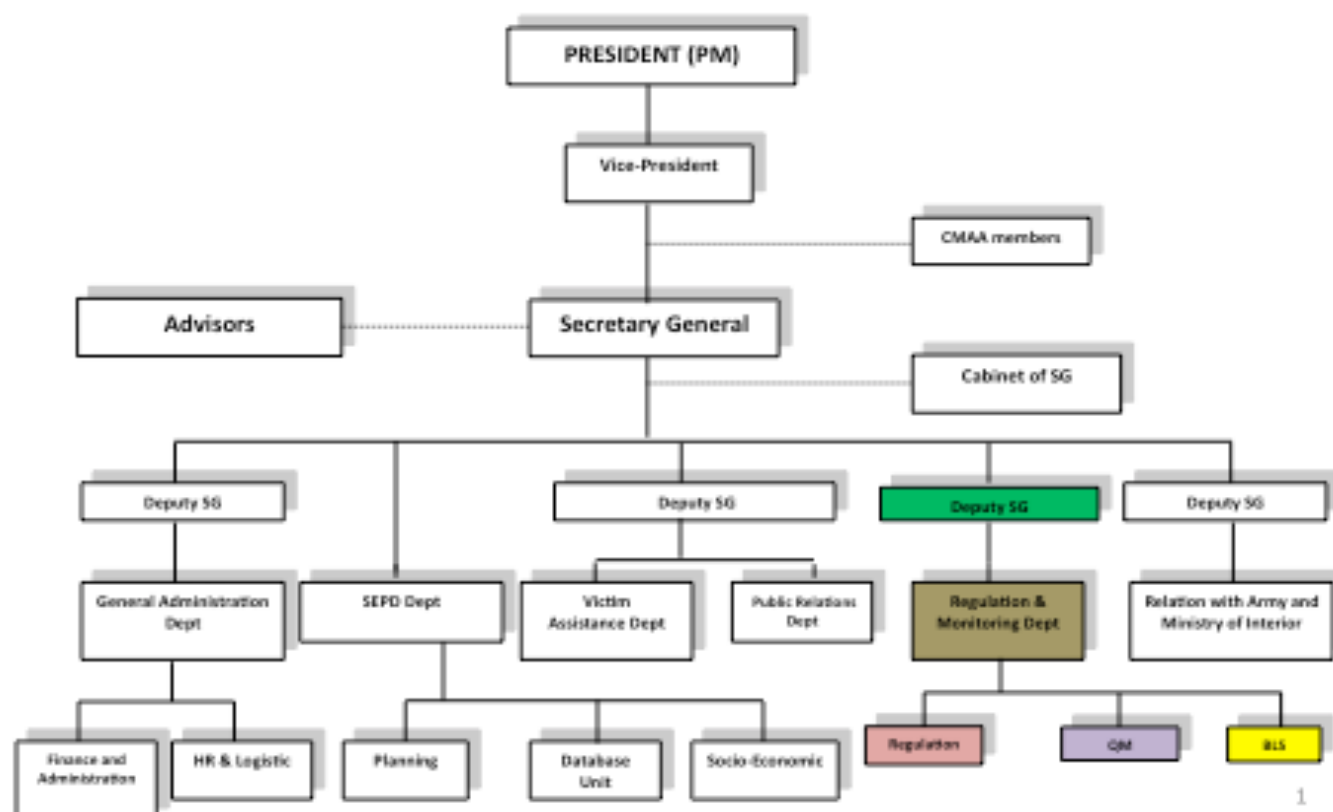 PRESIDENT (PM)
Vice-President
CMAA members
Advisors
Secretary General
Cabinet of SG
Deputy SG
Deputy SG
Deputy SG
Deputy SG
General Administration
Dept
SEPD Dept
Victim
Assistance Dept
Public Relations
Dept
Regulation &
Monitoring Dept
Relation with Army and
Ministry of Interior
Finance and
Administration
HR & Logistic
Planning
Database
Unit
Socio-Economic
Regulation
QM
BLS
1